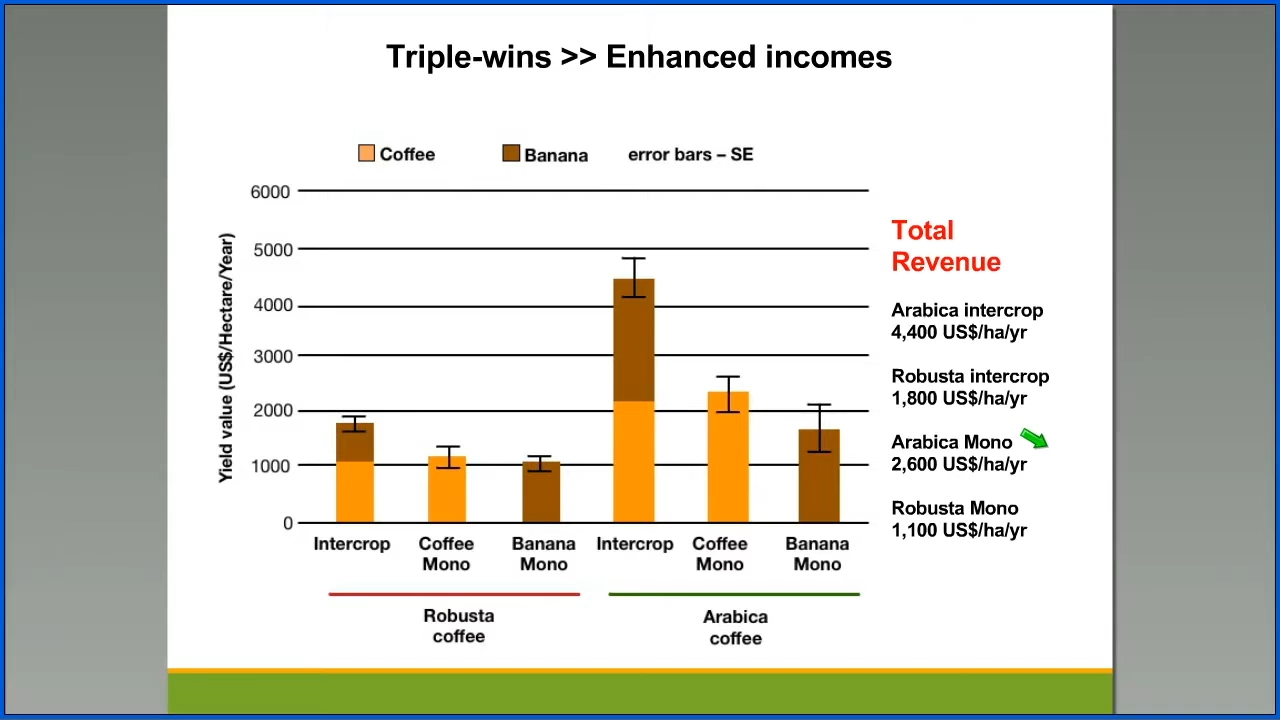 Triple-wins >> Enhanced incomes
Coffee
Banana
error bars – SE
6000
5000
4000
3000
2000
1000
0
Yield value (US$/Hectare/Year)
Intercrop
Coffee
Mono
Banana
Mono
Intercrop
Coffee
Mono
Banana
Mono
Robusta
coffee
Arabica
coffee
Total
Revenue
Arabica intercrop
4,400 US$/ha/yr
Robusta intercrop
1,800 US$/ha/yr
Arabica Mono
2,600 US$/ha/yr
Robusta Mono
1,100 US$/ha/yr